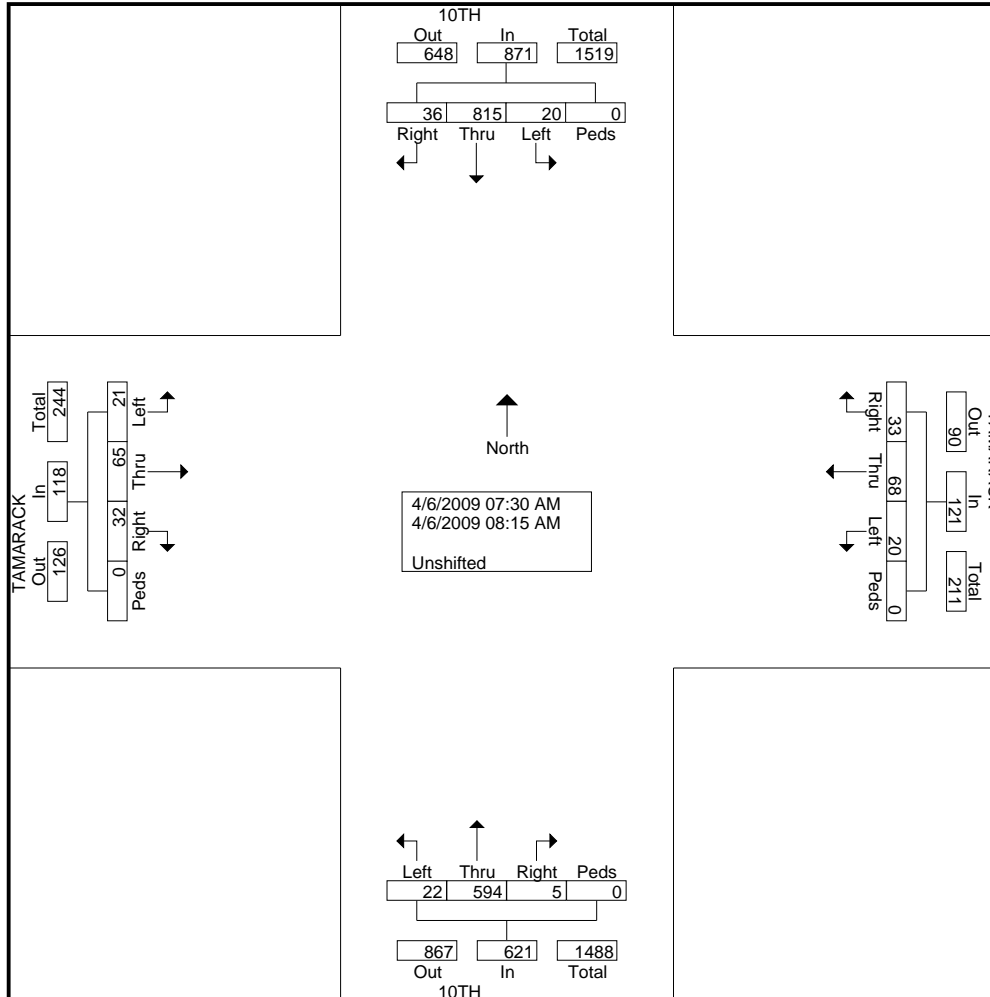 10TH
Out In Total
648 871 1519
36 815 20 0
Right Thru Left Peds
TAMARACK
Total In Out
244 118 126
21 65 32 0
Left Thru Right Peds
North
4/6/2009 07:30 AM
4/6/2009 08:15 AM
Unshifted
Right Thru Left Peds
33 68 20 0
Out In Total
90 121 211
Left Thru Right Peds
22 594 5 0
867 621 1488
Out In Total
10TH